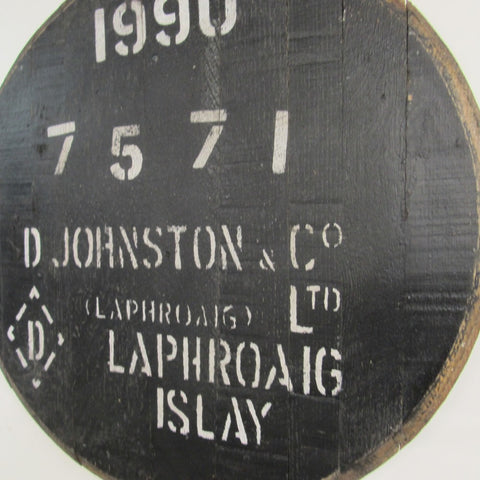 1990
7571
D JOHNSTON & Cº
(LAPHROAIG) LTD
D
LAPHROAIG
ISLAY